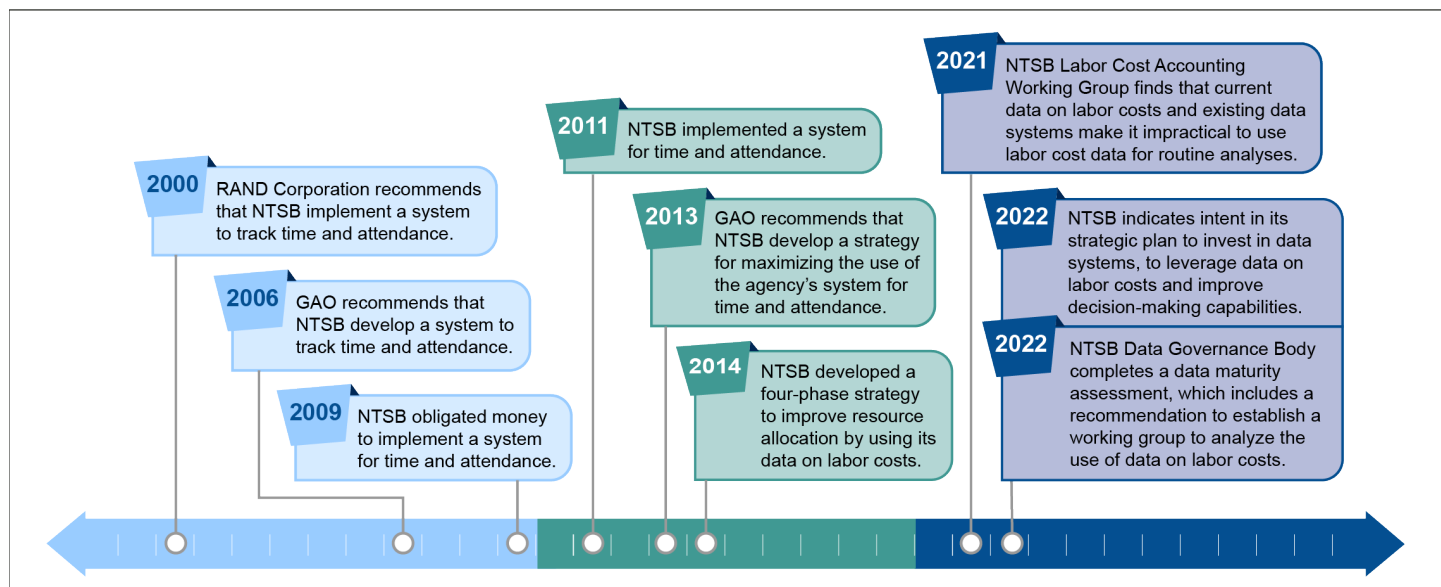 2000
RAND Corporation recommends
that NTSB implement a system
to track time and attendance.
2006
GAO recommends that
NTSB develop a system to
track time and attendance.
2009
NTSB obligated money
to implement a system
for time and attendance.
2011
NTSB implemented a system
for time and attendance.
2013
GAO recommends that
NTSB develop a strategy
for maximizing the use of
the agency’s system for
time and attendance.
2014
NTSB developed a
four-phase strategy
to improve resource
allocation by using its
data on labor costs.
2021
NTSB Labor Cost Accounting
Working Group finds that current
data on labor costs and existing data
systems make it impractical to use
labor cost data for routine analyses.
2022
NTSB indicates intent in its
strategic plan to invest in data
systems, to leverage data on
labor costs and improve
decision-making capabilities.
2022
NTSB Data Governance Body
completes a data maturity
assessment, which includes a
recommendation to establish a
working group to analyze the
use of data on labor costs.